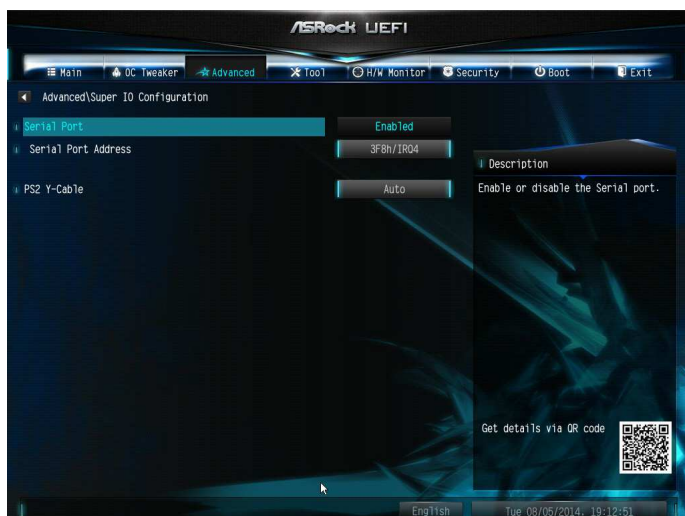 ASRock UEFI
Main OC Tweaker Advanced Tool H/W Monitor Security Boot Exit
Advanced\Super IO Configuration
Serial Port Enabled
Serial Port Address 3F8h/IRQ4
Description
PS2 Y-Cable Auto
Enable or disable the Serial port.
Get details via QR code
English Tue 08/05/2014. 19:12:51